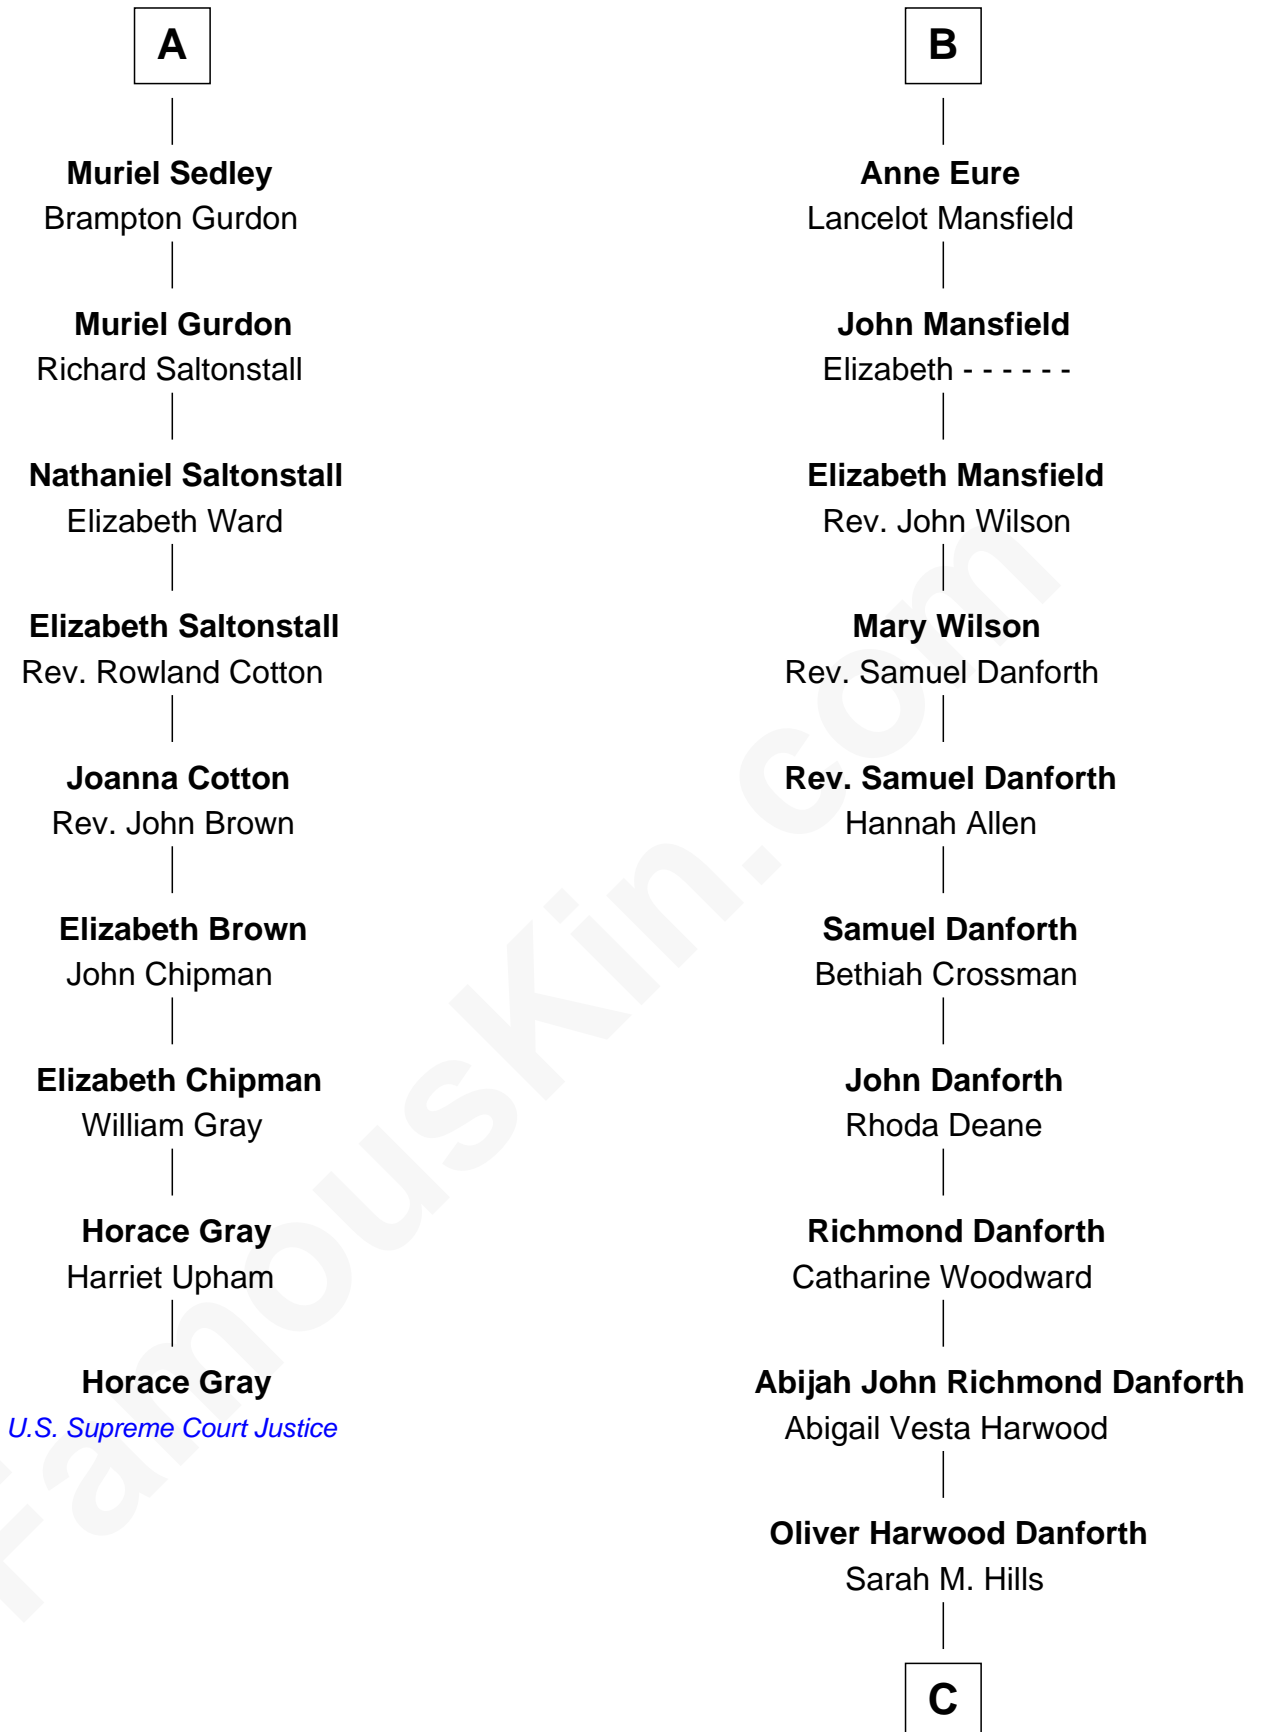 A
Muriel Sedley
Brampton Gurdon
Muriel Gurdon
Richard Saltonstall
Nathaniel Saltonstall
Elizabeth Ward
Elizabeth Saltonstall
Rev. Rowland Cotton
Joanna Cotton
Rev. John Brown
Elizabeth Brown
John Chipman
Elizabeth Chipman
William Gray
Horace Gray
Harriet Upham
Horace Gray
U.S. Supreme Court Justice
B
Anne Eure
Lancelot Mansfield
John Mansfield
Elizabeth - - - - - -
Elizabeth Mansfield
Rev. John Wilson
Mary Wilson
Rev. Samuel Danforth
Rev. Samuel Danforth
Hannah Allen
Samuel Danforth
Bethiah Crossman
John Danforth
Rhoda Deane
Richmond Danforth
Catharine Woodward
Abijah John Richmond Danforth
Abigail Vesta Harwood
Oliver Harwood Danforth
Sarah M. Hills
C
FamousKin.com